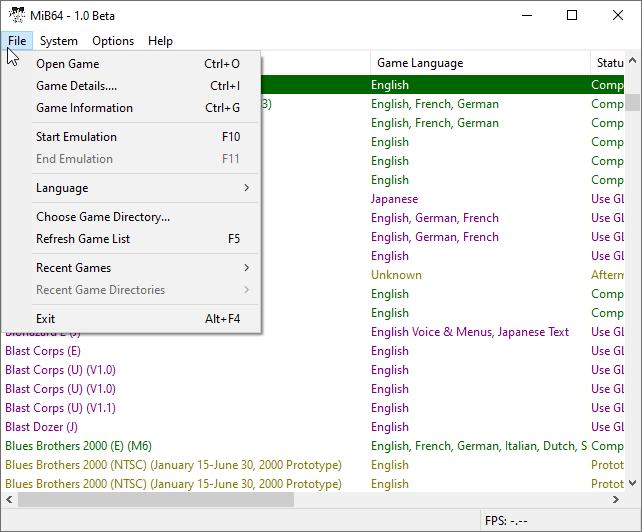 MiB64 - 1.0 Beta
File System Options Help
Game Language Statu
Open Game Ctrl+O
Game Details.... Ctrl+I
Game Information Ctrl+G
Start Emulation F10
End Emulation F11
Language
Choose Game Directory...
Refresh Game List F5
Recent Games
Recent Game Directories
Exit Alt+F4
English Comp
3) English, French, German Comp
English, French, German Comp
English Comp
English Comp
English Comp
Japanese Use GL
English, German, French Use GL
English, German, French Use GL
English Use GL
Unknown Afterm
English Comp
English Comp
Biohazard 2 (J) English Voice & Menus, Japanese Text Use GL
Blast Corps (E) English Use GL
Blast Corps (U) (V1.0) English Use GL
Blast Corps (U) (V1.0) English Use GL
Blast Corps (U) (V1.1) English Use GL
Blast Dozer (J) English Use GL
Blues Brothers 2000 (E) (M6) English, French, German, Italian, Dutch, S Comp
Blues Brothers 2000 (NTSC) (January 15-June 30, 2000 Prototype) English Protot
Blues Brothers 2000 (NTSC) (January 15-June 30, 2000 Prototype) English Protot
FPS: -.--